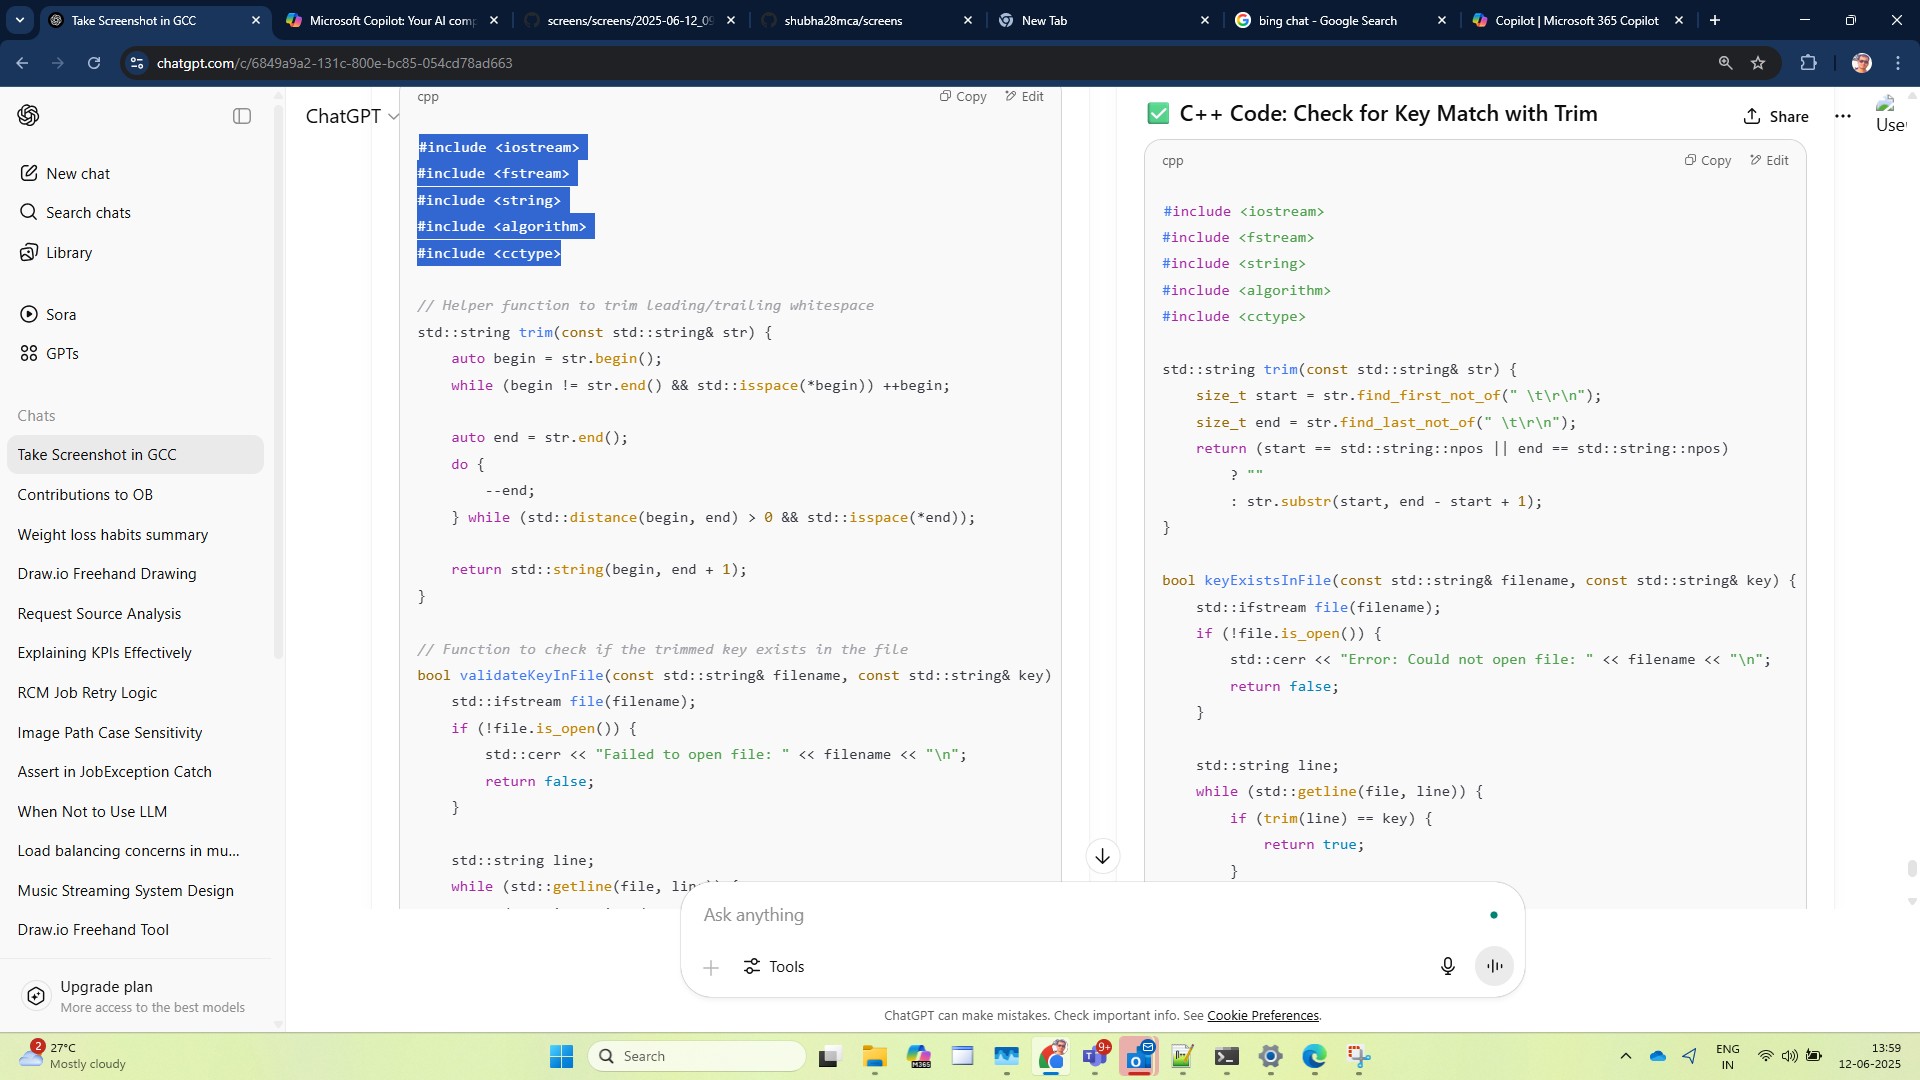 Take Screenshot in GCC
Microsoft Copilot: Your AI comp
screens/screens/2025-06-12_09
shubha28mca/screens
New Tab
bing chat - Google Search
Copilot | Microsoft 365 Copilot
chatgpt.com/c/6849a9a2-131c-800e-bc85-054cd78ad663
New chat
Search chats
Library
Sora
GPTs
Chats
Take Screenshot in GCC
Contributions to OB
Weight loss habits summary
Draw.io Freehand Drawing
Request Source Analysis
Explaining KPIs Effectively
RCM Job Retry Logic
Image Path Case Sensitivity
Assert in JobException Catch
When Not to Use LLM
Load balancing concerns in mu...
Music Streaming System Design
Draw.io Freehand Tool
Upgrade plan
More access to the best models
ChatGPT
cpp
Copy
Edit
#include <iostream>
#include <fstream>
#include <string>
#include <algorithm>
#include <cctype>
// Helper function to trim leading/trailing whitespace
std::string trim(const std::string& str) {
auto begin = str.begin();
while (begin != str.end() && std::isspace(*begin)) ++begin;
auto end = str.end();
do {
--end;
} while (std::distance(begin, end) > 0 && std::isspace(*end));
return std::string(begin, end + 1);
}
// Function to check if the trimmed key exists in the file
bool validateKeyInFile(const std::string& filename, const std::string& key)
std::ifstream file(filename);
if (!file.is_open()) {
std::cerr << "Failed to open file: " << filename << "\n";
return false;
}
std::string line;
while (std::getline(file, lin
✅ C++ Code: Check for Key Match with Trim
Share
Use
cpp
Copy
Edit
#include <iostream>
#include <fstream>
#include <string>
#include <algorithm>
#include <cctype>
std::string trim(const std::string& str) {
size_t start = str.find_first_not_of(" \t\r\n");
size_t end = str.find_last_not_of(" \t\r\n");
return (start == std::string::npos || end == std::string::npos)
? ""
: str.substr(start, end - start + 1);
}
bool keyExistsInFile(const std::string& filename, const std::string& key) {
std::ifstream file(filename);
if (!file.is_open()) {
std::cerr << "Error: Could not open file: " << filename << "\n";
return false;
}
std::string line;
while (std::getline(file, line)) {
if (trim(line) == key) {
return true;
}
Ask anything
Tools
ChatGPT can make mistakes. Check important info. See Cookie Preferences.
2
27°C
Mostly cloudy
Search
M365
9+
ENG
IN
13:59
12-06-2025